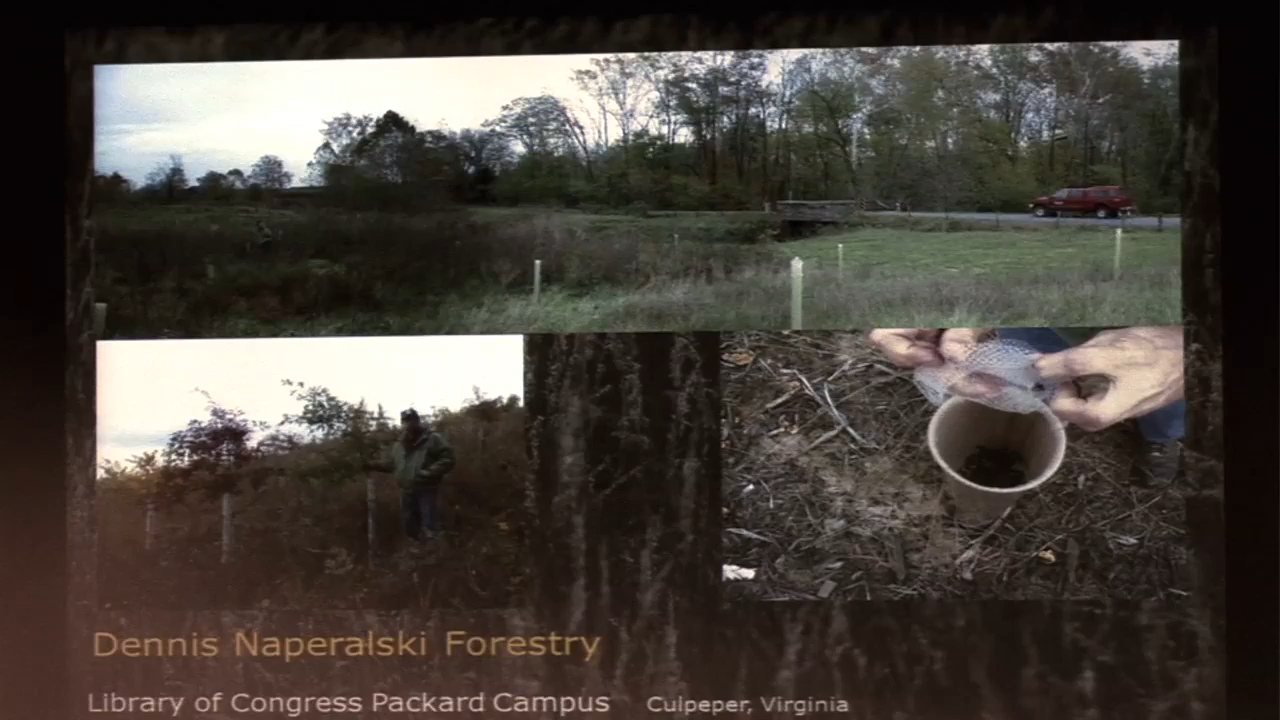 Dennis Naperalski Forestry
Library of Congress Packard Campus Culpeper, Virginia